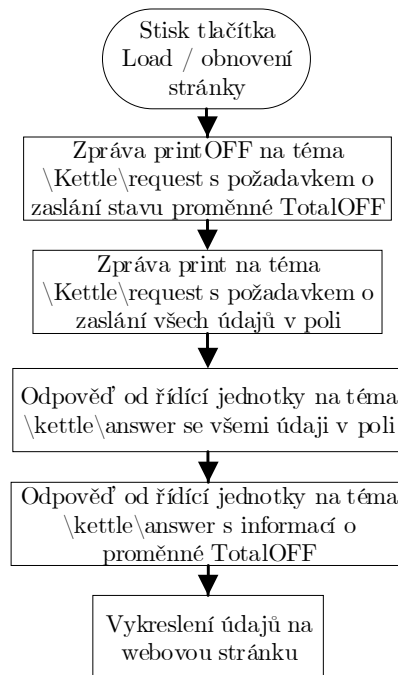 Stisk tlačítka
Load / obnovení
stránky
Zpráva printOFF na téma
\Kettle\request s požadavkem o
zaslání stavu proměnné TotalOFF
Zpráva print na téma
\Kettle\request s požadavkem o
zaslání všech údajů v poli
Odpověď od řídící jednotky na téma
\kettle\answer se všemi údaji v poli
Odpověď od řídící jednotky na téma
\kettle\answer s informací o
proměnné TotalOFF
Vykreslení údajů na
webovou stránku